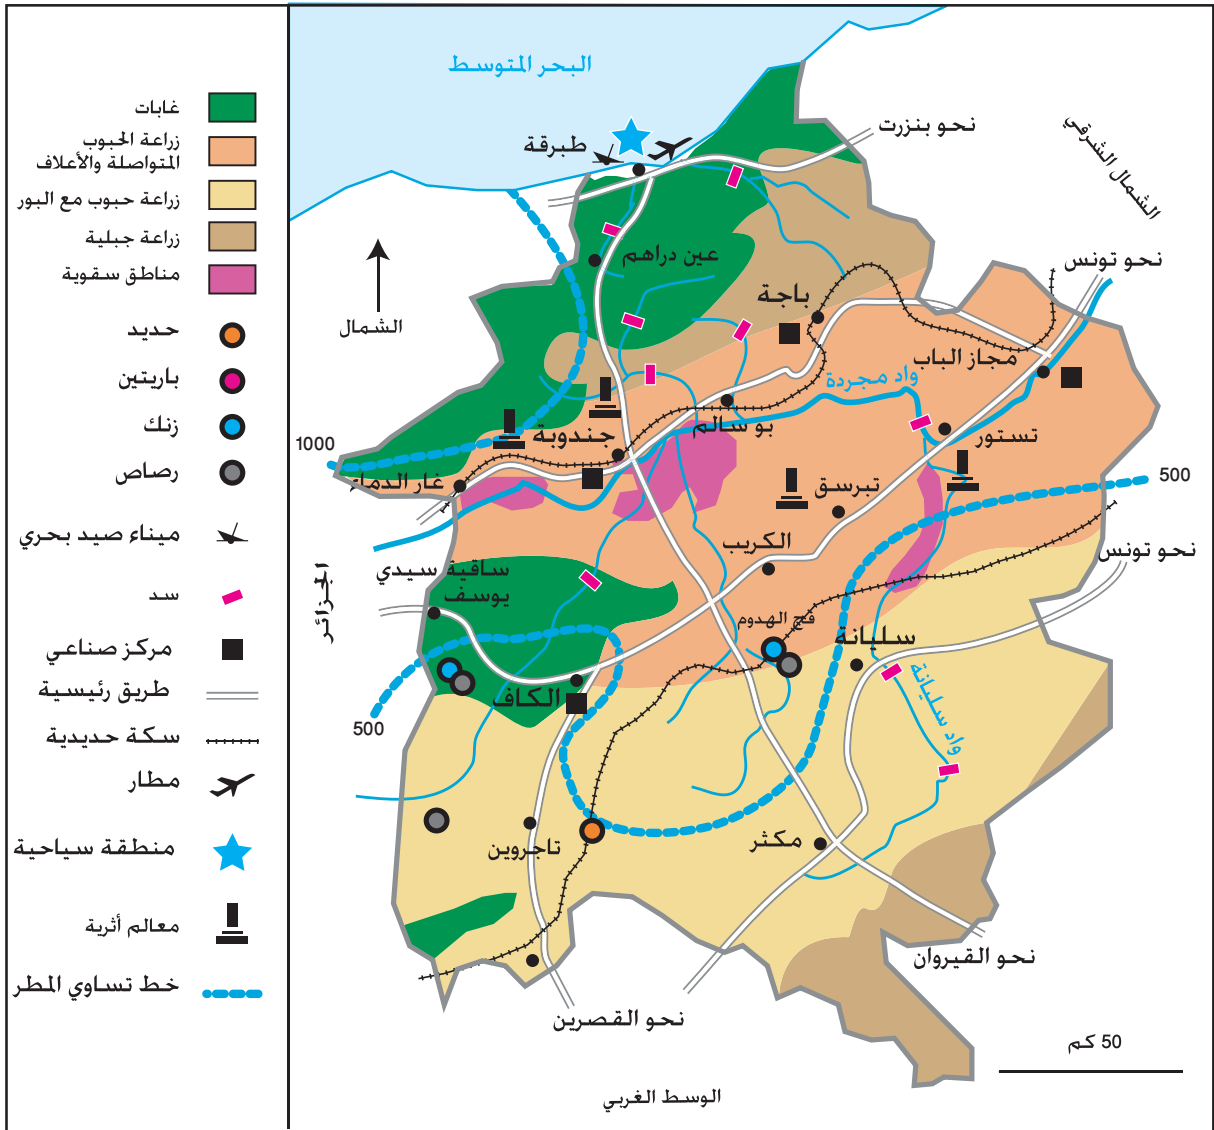 غابات
زراعة الحبوب
المتواصلة والأعلاف
زراعة حبوب مع البور
زراعة جبلية
مناطق سقوية
حديد
باريتين
زنك
رصاص
ميناء صيد بحري
سد
مركز صناعي
طريق رئيسية
سكة حديدية
مطار
منطقة سياحية
معالم أثرية
خط تساوي المطر
البحر المتوسط
نحو بنزرت
الشمال الشرقي
طبرقة
عين دراهم
نحو تونس
باجة
الشمال
مجاز الباب
واد مجردة
بو سالم
تستور
جندوبة
1000
غار الدماء
500
تبرسق
الكريب
نحو تونس
ساقية سيدي
يوسف
الجزائر
فج الهدوم
سليانة
واد سليانة
الكاف
500
مكثر
تاجروين
نحو القيروان
نحو القصرين
50 كم
الوسط الغربي